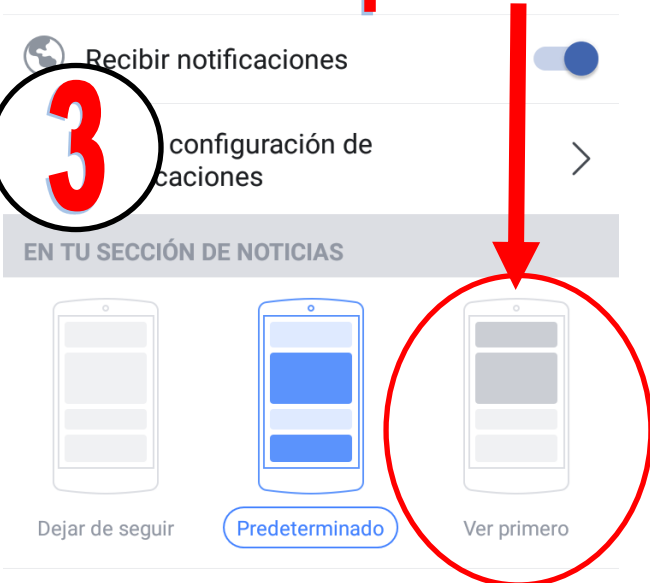 Recibir notificaciones
3
configuración de
caciones
EN TU SECCIÓN DE NOTICIAS
Dejar de seguir
Predeterminado
Ver primero